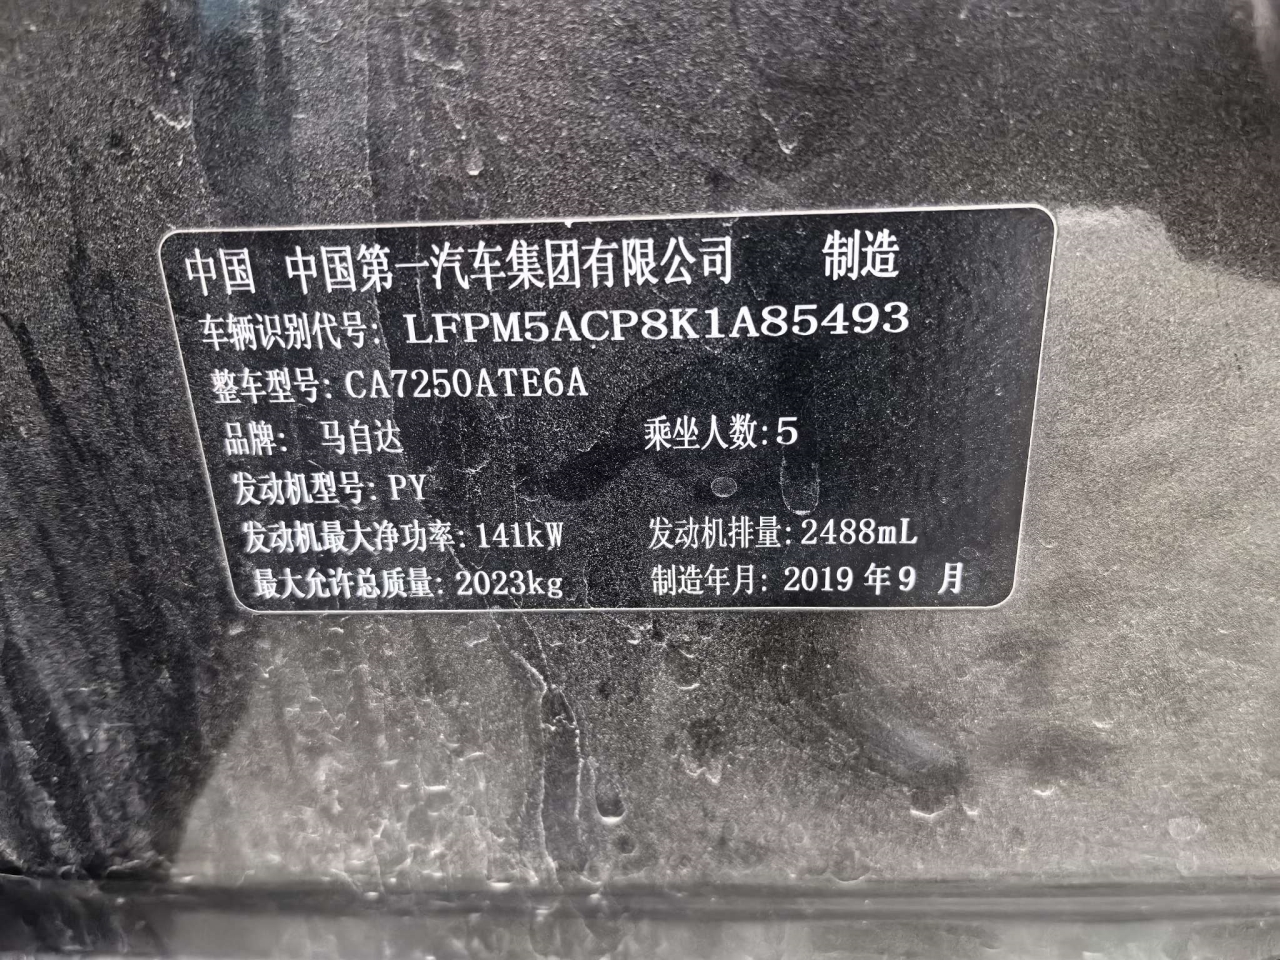 中国 中国第一汽车集团有限公司 制造
车辆识别代号: LFPM5ACP8K1A85493
整车型号: CA7250ATE6A
品牌: 马自达 乘坐人数: 5
发动机型号: PY
发动机最大净功率: 141kW 发动机排量: 2488mL
最大允许总质量: 2023kg 制造年月: 2019 年 9 月